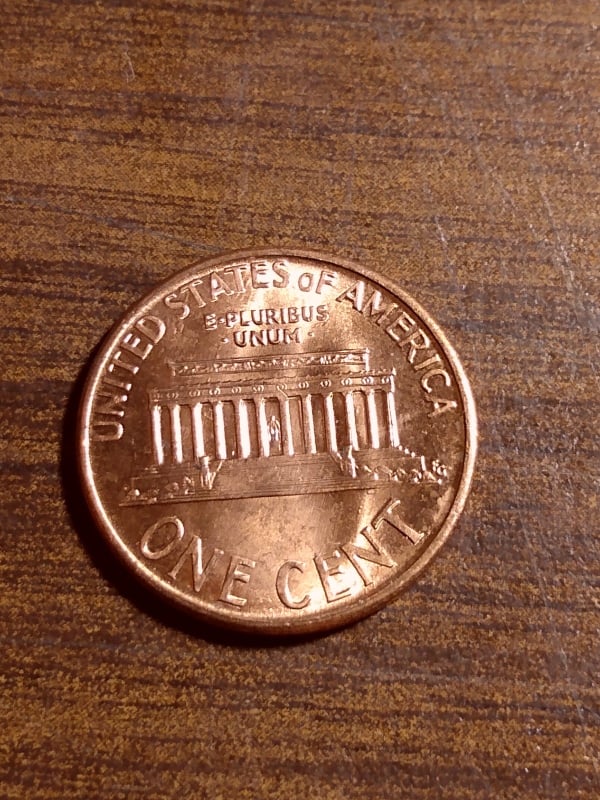 UNITED STATES OF AMERICA
E·PLURIBUS
·UNUM·
ONE CENT